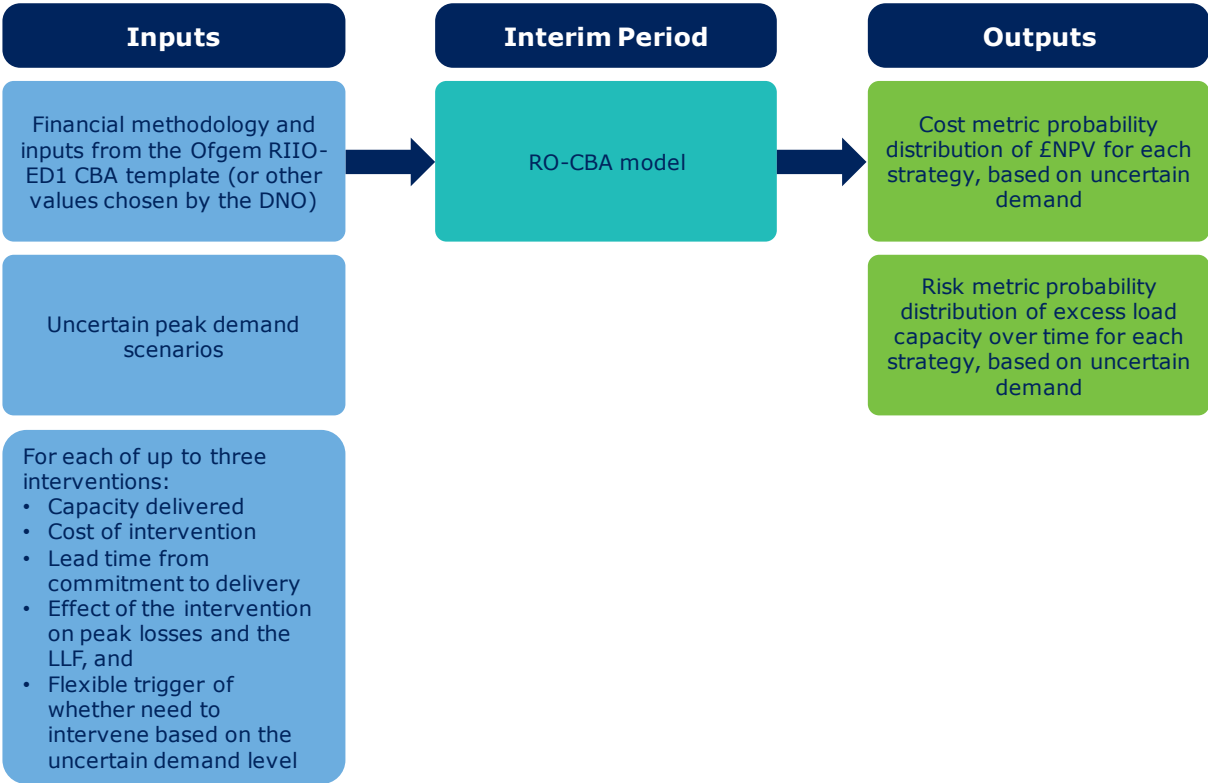 Inputs
Interim Period
Outputs
Financial methodology and
inputs from the Ofgem RIIO-
ED1 CBA template (or other
values chosen by the DNO)
RO-CBA model
Cost metric probability
distribution of £NPV for each
strategy, based on uncertain
demand
Uncertain peak demand
scenarios
Risk metric probability
distribution of excess load
capacity over time for each
strategy, based on uncertain
demand
For each of up to three
interventions:
• Capacity delivered
• Cost of intervention
• Lead time from
commitment to delivery
• Effect of the intervention
on peak losses and the
LLF, and
• Flexible trigger of
whether need to
intervene based on the
uncertain demand level